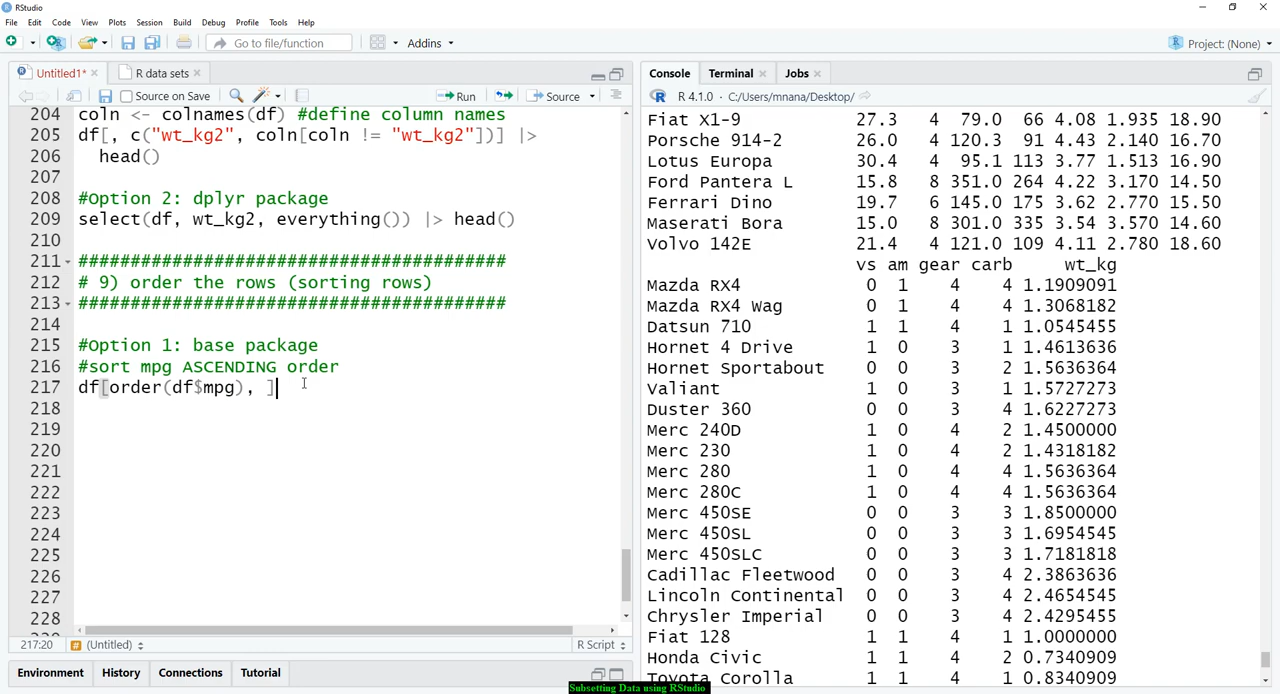 RStudio
File Edit Code View Plots Session Build Debug Profile Tools Help
Go to file/function Addins Project: (None)
Untitled1* R data sets
Source on Save Run Source
204 coln <- colnames(df) #define column names
205 df[, c("wt_kg2", coln[coln != "wt_kg2"])] |>
206 head()
207
208 #Option 2: dplyr package
209 select(df, wt_kg2, everything()) |> head()
210
211 #########################################
212 # 9) order the rows (sorting rows)
213 #########################################
214
215 #Option 1: base package
216 #sort mpg ASCENDING order
217 df[order(df$mpg), ]
218
219
220
221
222
223
224
225
226
227
228
217:20 (Untitled) R Script
Environment History Connections Tutorial
Console Terminal Jobs
R 4.1.0 · C:/Users/mnana/Desktop/
Fiat X1-9 27.3 4 79.0 66 4.08 1.935 18.90
Porsche 914-2 26.0 4 120.3 91 4.43 2.140 16.70
Lotus Europa 30.4 4 95.1 113 3.77 1.513 16.90
Ford Pantera L 15.8 8 351.0 264 4.22 3.170 14.50
Ferrari Dino 19.7 6 145.0 175 3.62 2.770 15.50
Maserati Bora 15.0 8 301.0 335 3.54 3.570 14.60
Volvo 142E 21.4 4 121.0 109 4.11 2.780 18.60
vs am gear carb wt_kg
Mazda RX4 0 1 4 4 1.1909091
Mazda RX4 Wag 0 1 4 4 1.3068182
Datsun 710 1 1 4 1 1.0545455
Hornet 4 Drive 1 0 3 1 1.4613636
Hornet Sportabout 0 0 3 2 1.5636364
Valiant 1 0 3 1 1.5727273
Duster 360 0 0 3 4 1.6227273
Merc 240D 1 0 4 2 1.4500000
Merc 230 1 0 4 2 1.4318182
Merc 280 1 0 4 4 1.5636364
Merc 280C 1 0 4 4 1.5636364
Merc 450SE 0 0 3 3 1.8500000
Merc 450SL 0 0 3 3 1.6954545
Merc 450SLC 0 0 3 3 1.7181818
Cadillac Fleetwood 0 0 3 4 2.3863636
Lincoln Continental 0 0 3 4 2.4654545
Chrysler Imperial 0 0 3 4 2.4295455
Fiat 128 1 1 4 1 1.0000000
Honda Civic 1 1 4 2 0.7340909
Toyota Corolla 1 1 4 1 0.8340909
Subsetting Data using RStudio